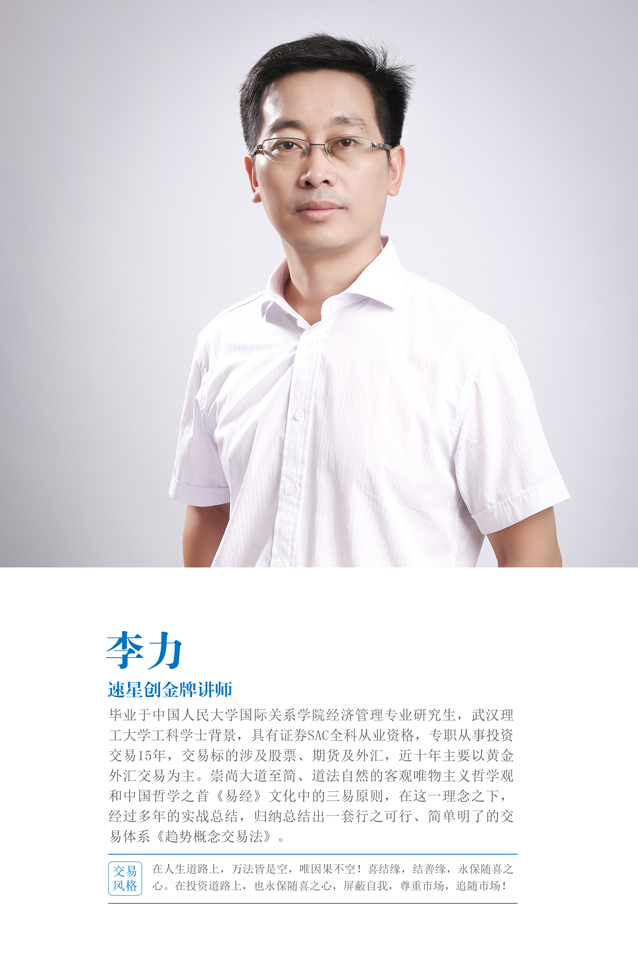 李力
速星创金牌讲师
毕业于中国人民大学国际关系学院经济管理专业研究生，武汉理
工大学工科学士背景，具有证券SAC全科从业资格，专职从事投资
交易15年，交易标的涉及股票、期货及外汇，近十年主要以黄金
外汇交易为主。崇尚大道至简、道法自然的客观唯物主义哲学观
和中国哲学之首《易经》文化中的三易原则，在这一理念之下，
经过多年的实战总结，归纳总结出一套行之可行、简单明了的交
易体系《趋势概念交易法》。
交易
风格
在人生道路上，万法皆是空，唯因果不空！喜结缘，结善缘，永保随喜之
心。在投资道路上，也永保随喜之心，屏蔽自我，尊重市场，追随市场！